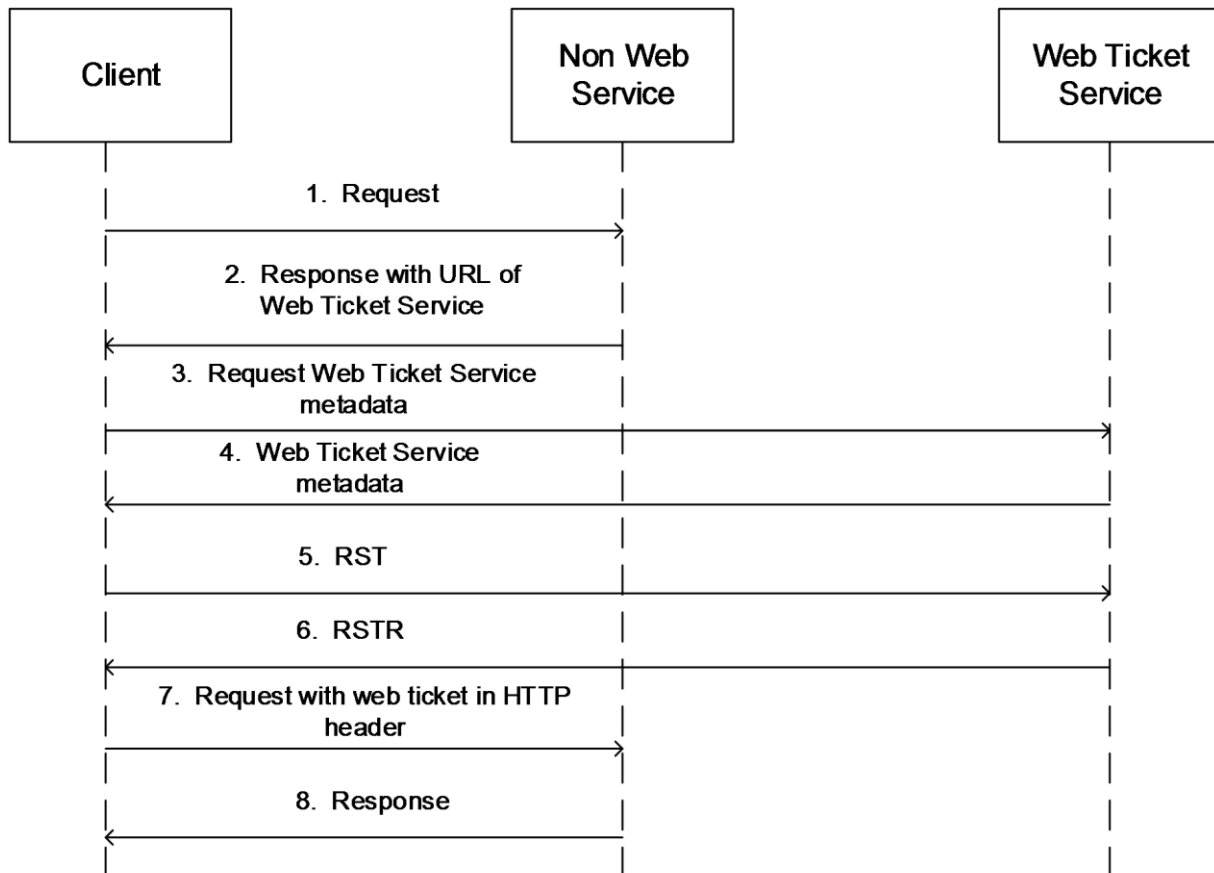 Client
Non Web
Service
Web Ticket
Service
1. Request
2. Response with URL of
Web Ticket Service
3. Request Web Ticket Service
metadata
4. Web Ticket Service
metadata
5. RST
6. RSTR
7. Request with web ticket in HTTP
header
8. Response